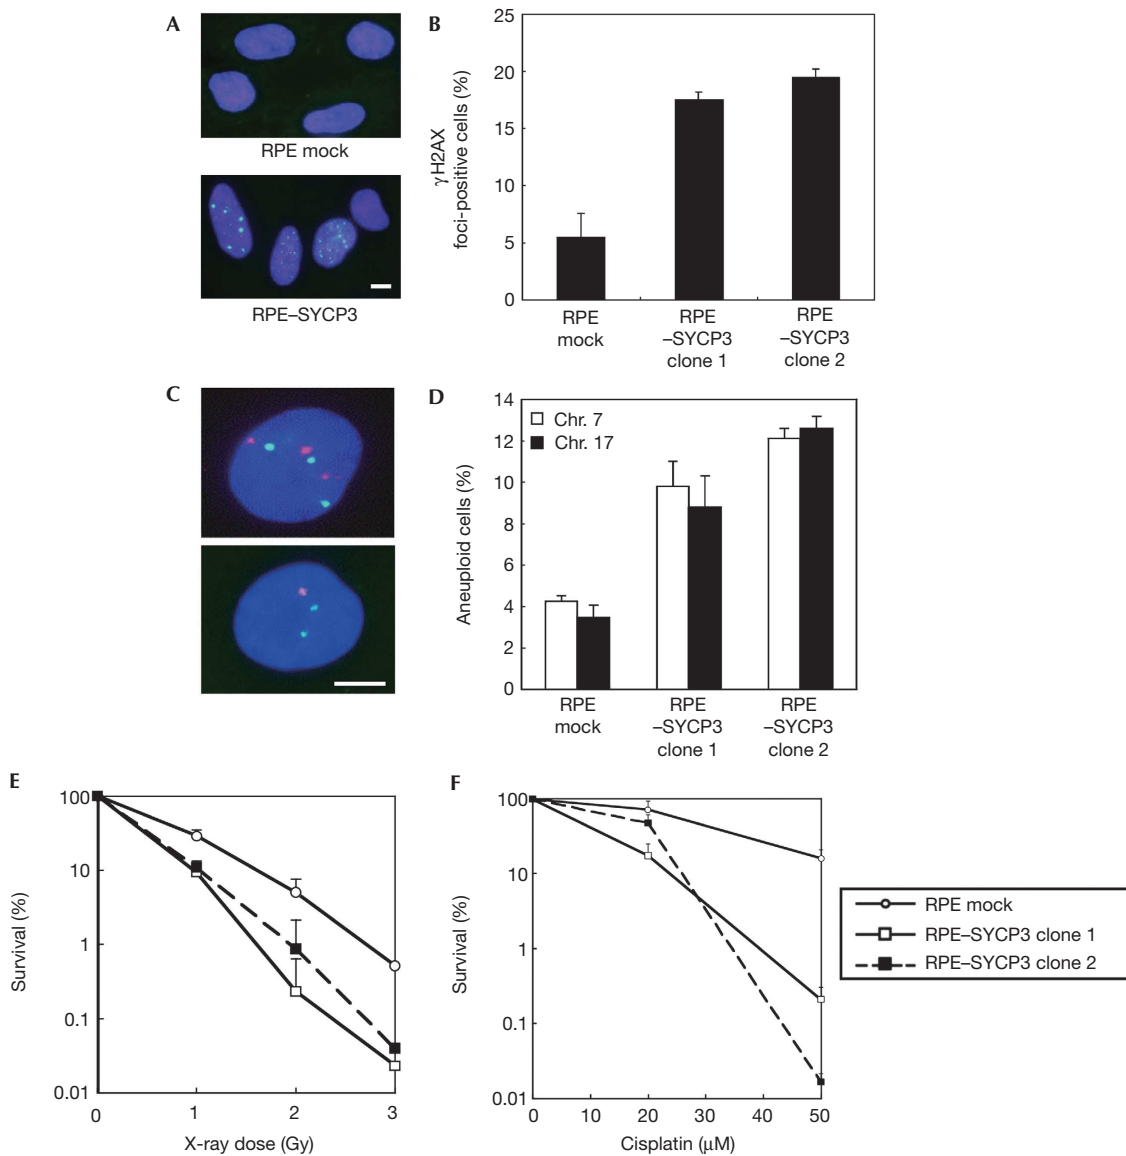 A
RPE mock
RPE–SYCP3
B
γH2AX
foci-positive cells (%)
25
20
15
10
5
0
RPE
mock
RPE
–SYCP3
clone 1
RPE
–SYCP3
clone 2
C
D
Aneuploid cells (%)
14
12
10
8
6
4
2
0
Chr. 7
Chr. 17
RPE
mock
RPE
–SYCP3
clone 1
RPE
–SYCP3
clone 2
E
Survival (%)
100
10
1
0.1
0.01
0
1
2
3
X-ray dose (Gy)
F
Survival (%)
100
10
1
0.1
0.01
0
10
20
30
40
50
Cisplatin (μM)
RPE mock
RPE–SYCP3 clone 1
RPE–SYCP3 clone 2